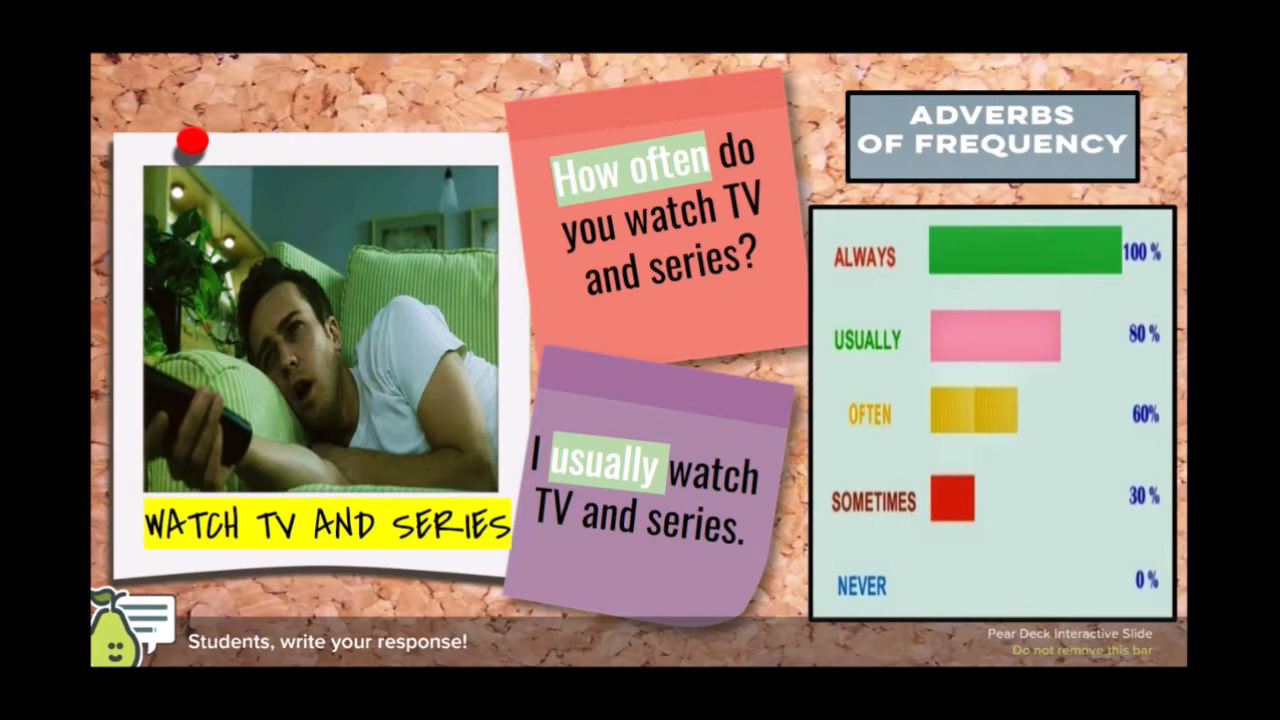 WATCH TV AND SERIES
How often do
you watch TV
and series?
I usually watch
TV and series.
ADVERBS
OF FREQUENCY
ALWAYS 100 %
USUALLY 80 %
OFTEN 60%
SOMETIMES 30 %
NEVER 0 %
Students, write your response!
Pear Deck Interactive Slide
Do not remove this bar